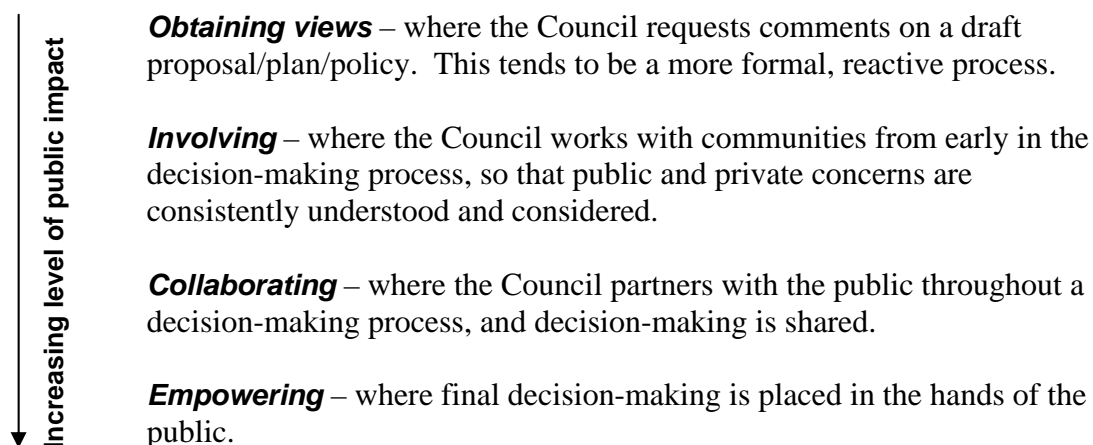 Increasing level of public impact
Obtaining views – where the Council requests comments on a draft
proposal/plan/policy.  This tends to be a more formal, reactive process.
Involving – where the Council works with communities from early in the
decision-making process, so that public and private concerns are
consistently understood and considered.
Collaborating – where the Council partners with the public throughout a
decision-making process, and decision-making is shared.
Empowering – where final decision-making is placed in the hands of the
public.